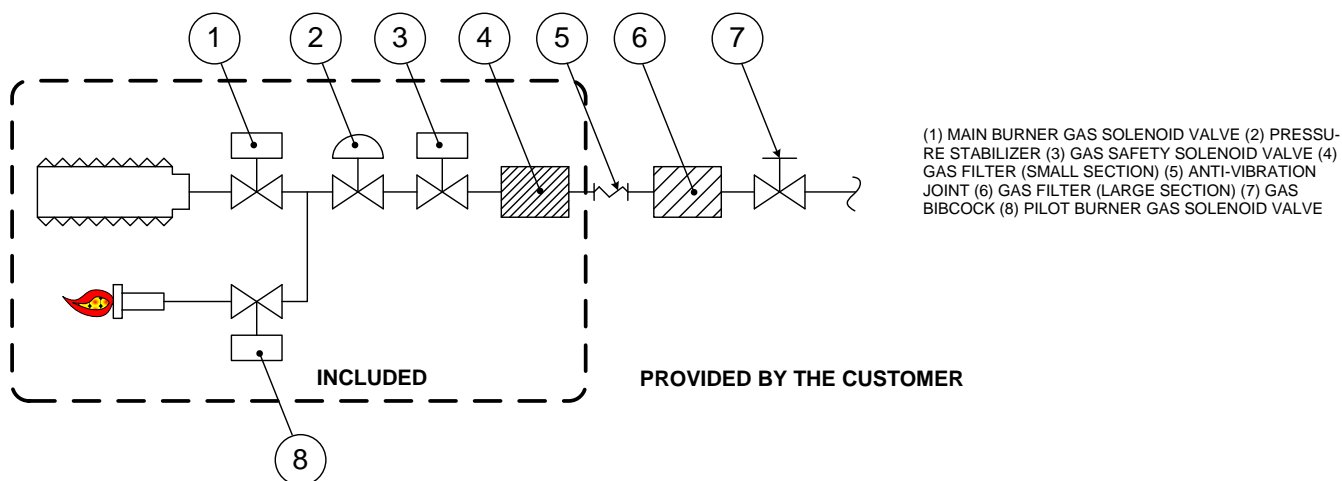 1 2 3 4 5 6 7
(1) MAIN BURNER GAS SOLENOID VALVE (2) PRESSU-
RE STABILIZER (3) GAS SAFETY SOLENOID VALVE (4)
GAS FILTER (SMALL SECTION) (5) ANTI-VIBRATION
JOINT (6) GAS FILTER (LARGE SECTION) (7) GAS
BIBCOCK (8) PILOT BURNER GAS SOLENOID VALVE
INCLUDED
PROVIDED BY THE CUSTOMER
8